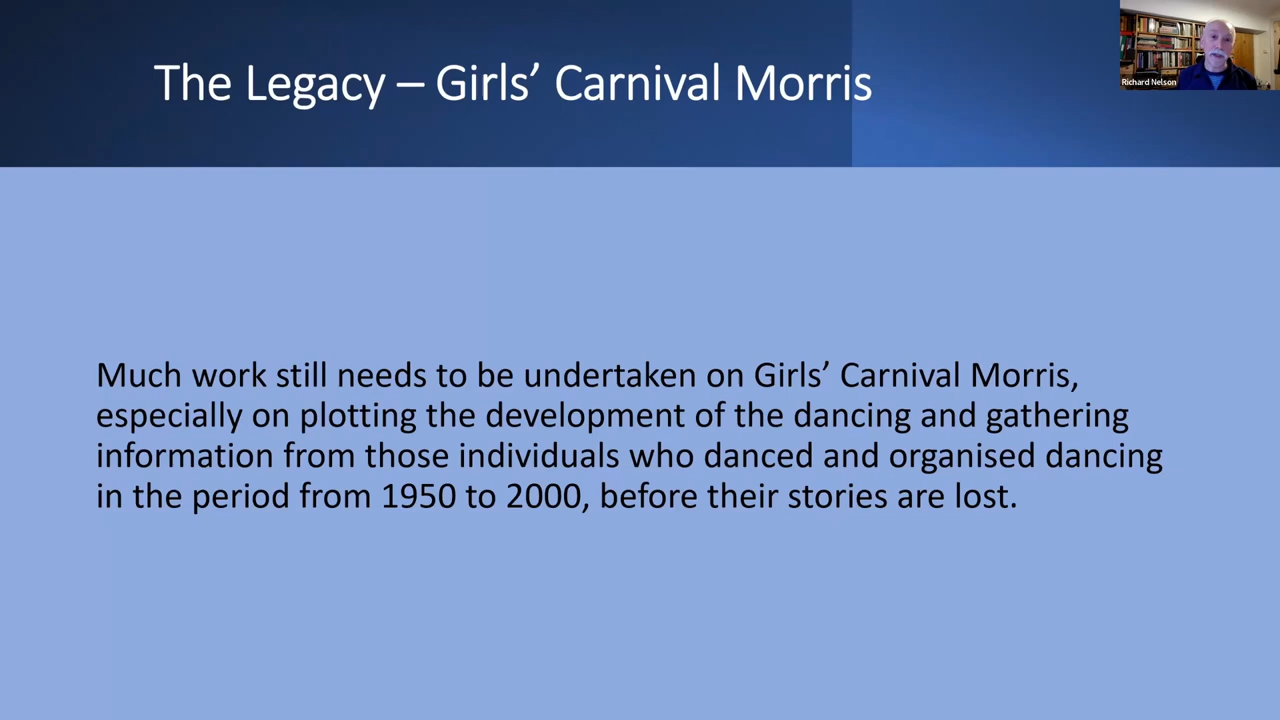 The Legacy – Girls’ Carnival Morris
Richard Nelson
Much work still needs to be undertaken on Girls’ Carnival Morris,
especially on plotting the development of the dancing and gathering
information from those individuals who danced and organised dancing
in the period from 1950 to 2000, before their stories are lost.